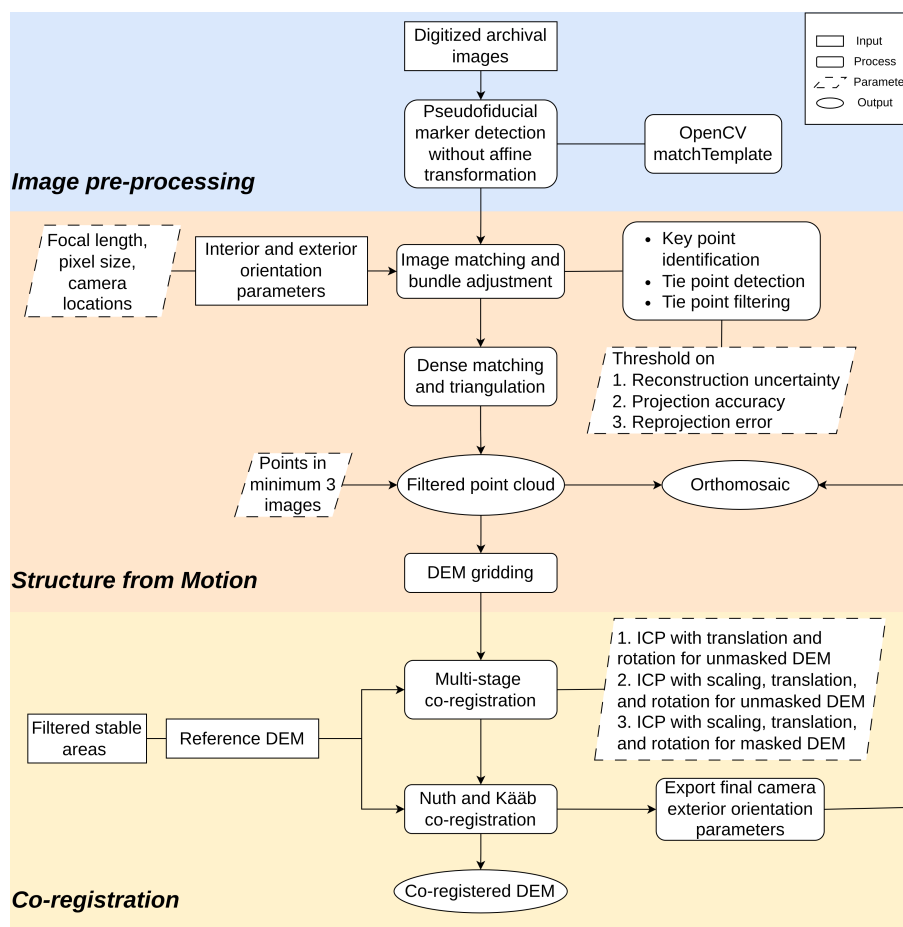 Digitized archival
images
Input
Process
Paramete
Output
Pseudofiducial
marker detection
without affine
transformation
OpenCV
matchTemplate
Image pre-processing
Focal length,
pixel size,
camera
locations
Interior and exterior
orientation
parameters
Image matching and
bundle adjustment
• Key point
identification
• Tie point detection
• Tie point filtering
Dense matching
and triangulation
Threshold on
1. Reconstruction uncertainty
2. Projection accuracy
3. Reprojection error
Points in
minimum 3
images
Filtered point cloud
Orthomosaic
DEM gridding
Structure from Motion
Multi-stage
co-registration
1. ICP with translation and
rotation for unmasked DEM
2. ICP with scaling, translation,
and rotation for unmasked DEM
3. ICP with scaling, translation,
and rotation for masked DEM
Filtered stable
areas
Reference DEM
Nuth and Kääb
co-registration
Export final camera
exterior orientation
parameters
Co-registered DEM
Co-registration